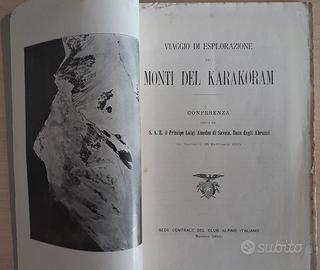 VIAGGIO DI ESPLORAZIONE
NEI
MONTI DEL KARAKORAM
CONFERENZA
S. A. R. il Principe Luigi Amedeo di Savoia, Duca degli Abruzzi
SEDE CENTRALE DEL CLUB ALPINO ITALIANO
subito